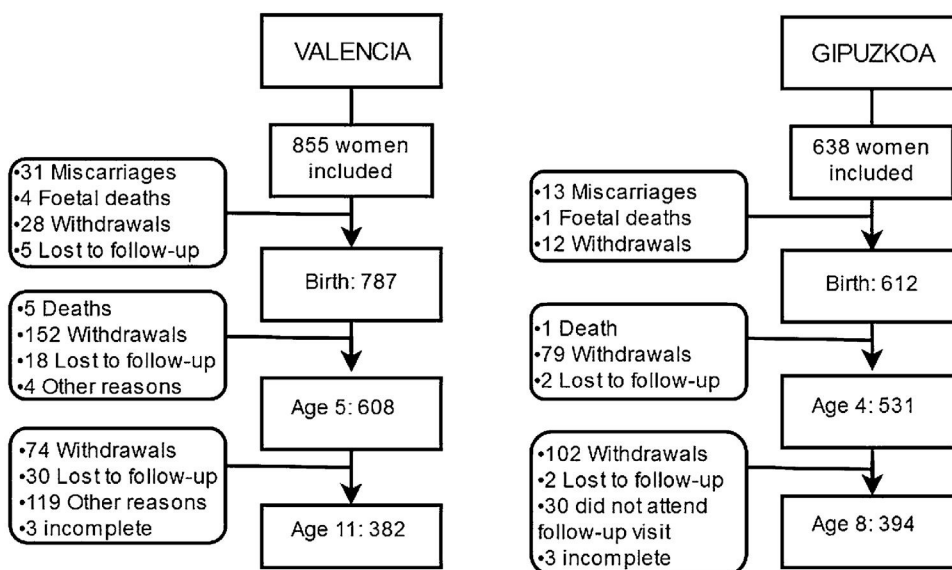 VALENCIA
855 women
included
•31 Miscarriages
•4 Foetal deaths
•28 Withdrawals
•5 Lost to follow-up
Birth: 787
•5 Deaths
•152 Withdrawals
•18 Lost to follow-up
•4 Other reasons
Age 5: 608
•74 Withdrawals
•30 Lost to follow-up
•119 Other reasons
•3 incomplete
Age 11: 382
GIPUZKOA
638 women
included
•13 Miscarriages
•1 Foetal deaths
•12 Withdrawals
Birth: 612
•1 Death
•79 Withdrawals
•2 Lost to follow-up
Age 4: 531
•102 Withdrawals
•2 Lost to follow-up
•30 did not attend
follow-up visit
•3 incomplete
Age 8: 394